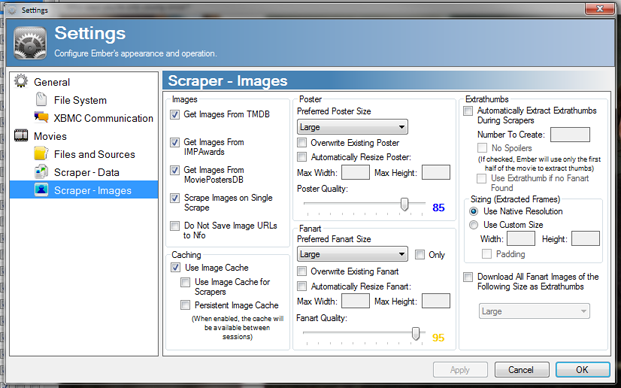 Settings
Settings
Configure Ember's appearance and operation.
General
File System
XBMC Communication
Movies
Files and Sources
Scraper - Data
Scraper - Images
Scraper - Images
Images
Get Images From TMDB
Get Images From
IMPAwards
Get Images From
MoviePostersDB
Scrape Images on Single
Scrape
Do Not Save Image URLs
to Nfo
Caching
Use Image Cache
Use Image Cache for
Scrapers
Persistent Image Cache
(When enabled, the cache will
be available between
sessions)
Poster
Preferred Poster Size
Large
Overwrite Existing Poster
Automatically Resize Poster:
Max Width:
Max Height:
Poster Quality:
85
Fanart
Preferred Fanart Size
Large
Only
Overwrite Existing Fanart
Automatically Resize Fanart:
Max Width:
Max Height:
Fanart Quality:
95
Extrathumbs
Automatically Extract Extrathumbs
During Scrapers
Number To Create:
No Spoilers
(If checked, Ember will use only the first
half of the movie to extract thumbs)
Use Extrathumb if no Fanart
Found
Sizing (Extracted Frames)
Use Native Resolution
Use Custom Size
Width:
Height:
Padding
Download All Fanart Images of the
Following Size as Extrathumbs
Large
Apply
Cancel
OK